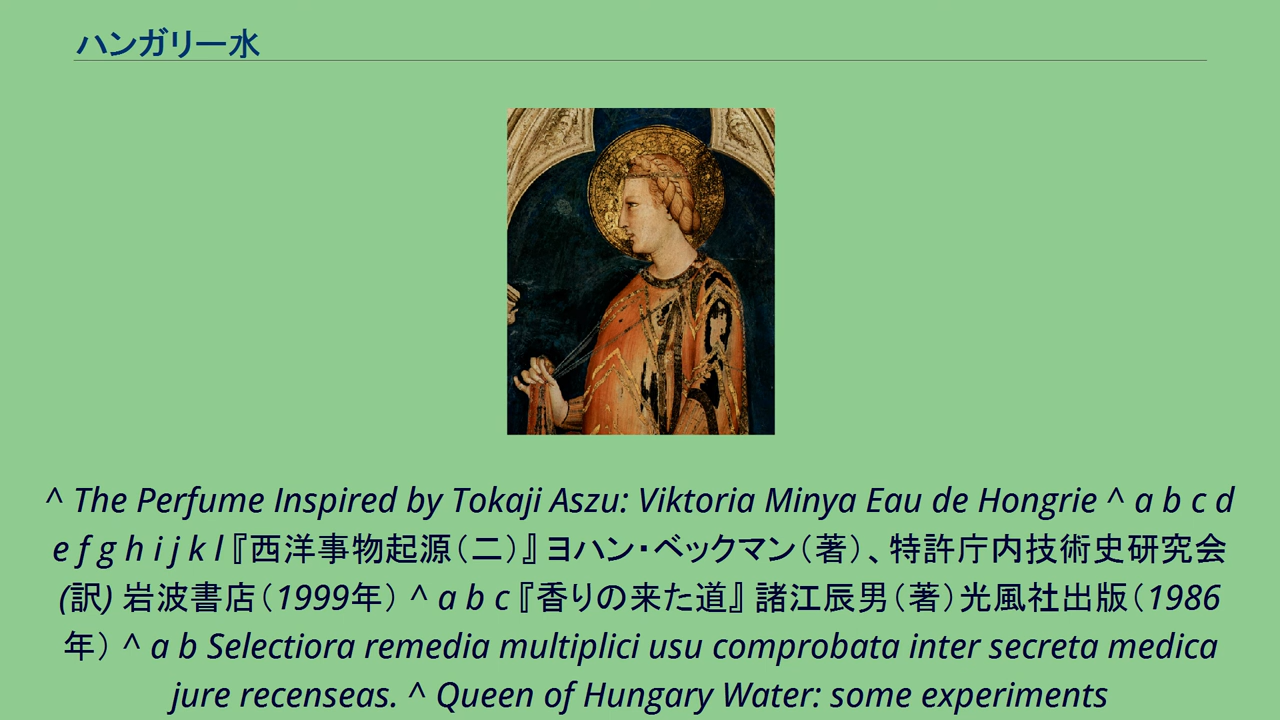 ハンガリー水
^ The Perfume Inspired by Tokaji Aszu: Viktoria Minya Eau de Hongrie ^ a b c d
e f g h i j k l『西洋事物起源（二）』ヨハン・ベックマン（著）、特許庁内技術史研究会
(訳) 岩波書店（1999年） ^ a b c『香りの来た道』諸江辰男（著）光風社出版（1986
年） ^ a b Selectiora remedia multiplici usu comprobata inter secreta medica
jure recenseas. ^ Queen of Hungary Water: some experiments